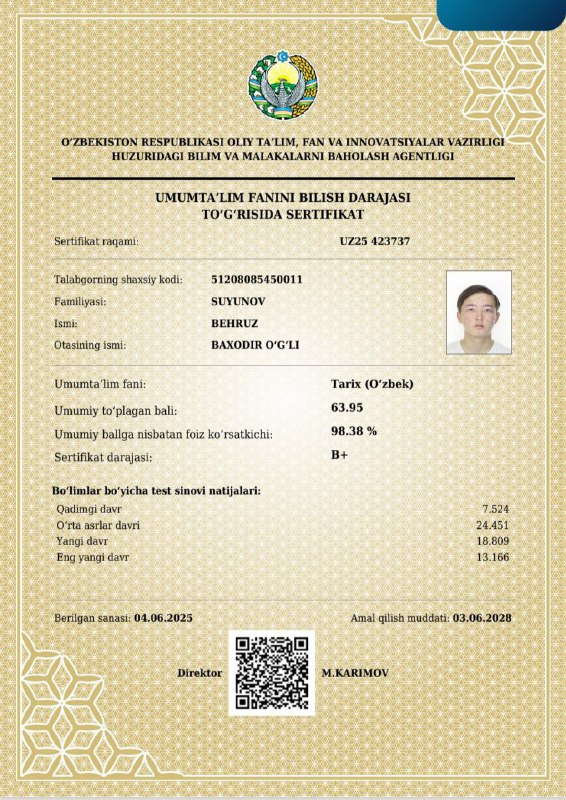 O‘ZBEKISTON RESPUBLIKASI OLIY TA’LIM, FAN VA INNOVATSIYALAR VAZIRLIGI
HUZURIDAGI BILIM VA MALAKALARNI BAHOLASH AGENTLIGI
UMUMTA’LIM FANINI BILISH DARAJASI
TO‘G‘RISIDA SERTIFIKAT
Sertifikat raqami: UZ25 423737
Talabgorning shaxsiy kodi: 51208085450011
Familiyasi: SUYUNOV
Ismi: BEHRUZ
Otasining ismi: BAXODIR O‘G‘LI
Umumta’lim fani: Tarix (O‘zbek)
Umumiy to‘plagan bali: 63.95
Umumiy ballga nisbatan foiz ko‘rsatkichi: 98.38 %
Sertifikat darajasi: B+
Bo‘limlar bo‘yicha test sinovi natijalari:
Qadimgi davr 7.524
O‘rta asrlar davri 24.451
Yangi davr 18.809
Eng yangi davr 13.166
Berilgan sanasi: 04.06.2025 Amal qilish muddati: 03.06.2028
Direktor M.KARIMOV